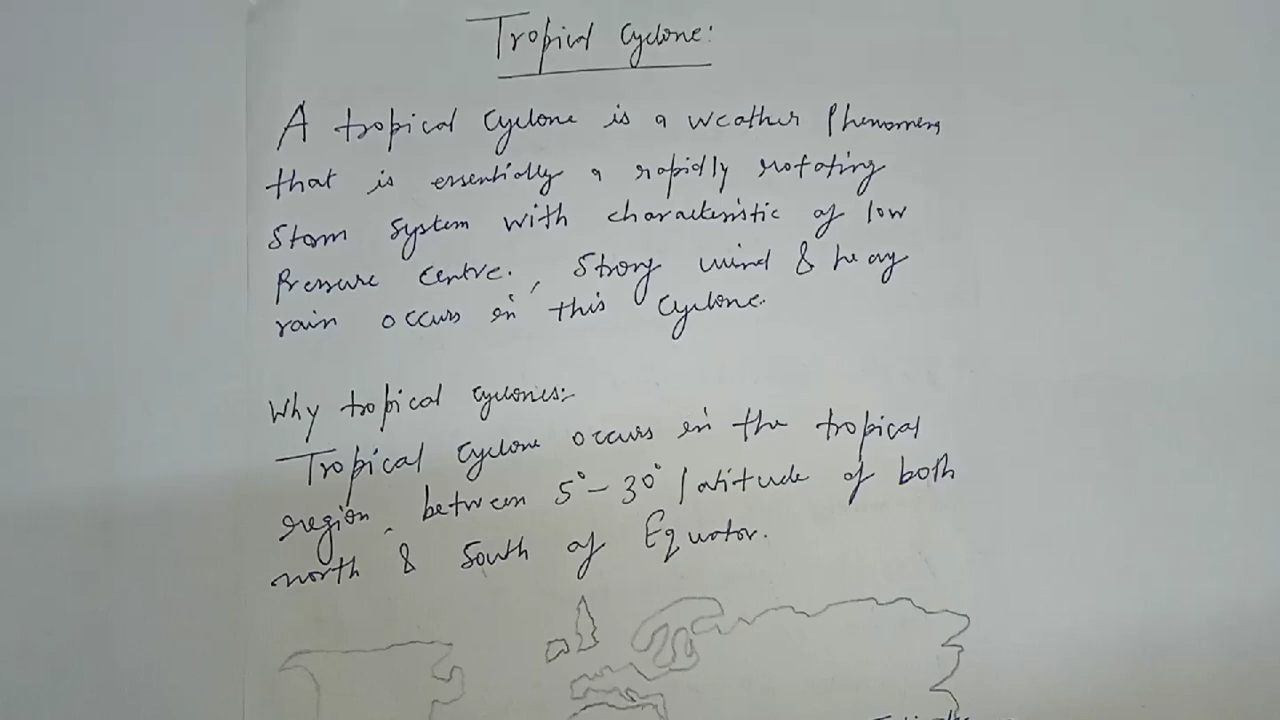 Tropical Cyclone:
A tropical cyclone is a weather Phenomena
that is essentially a rapidly rotating
Storm System with characteristic of low
Pressure Centre. , Strong wind & heavy
rain occurs in this Cyclone.
Why tropical cyclones:-
Tropical Cyclone occurs in the tropical
region, between 5° - 30° latitude of both
north & South of Equator.